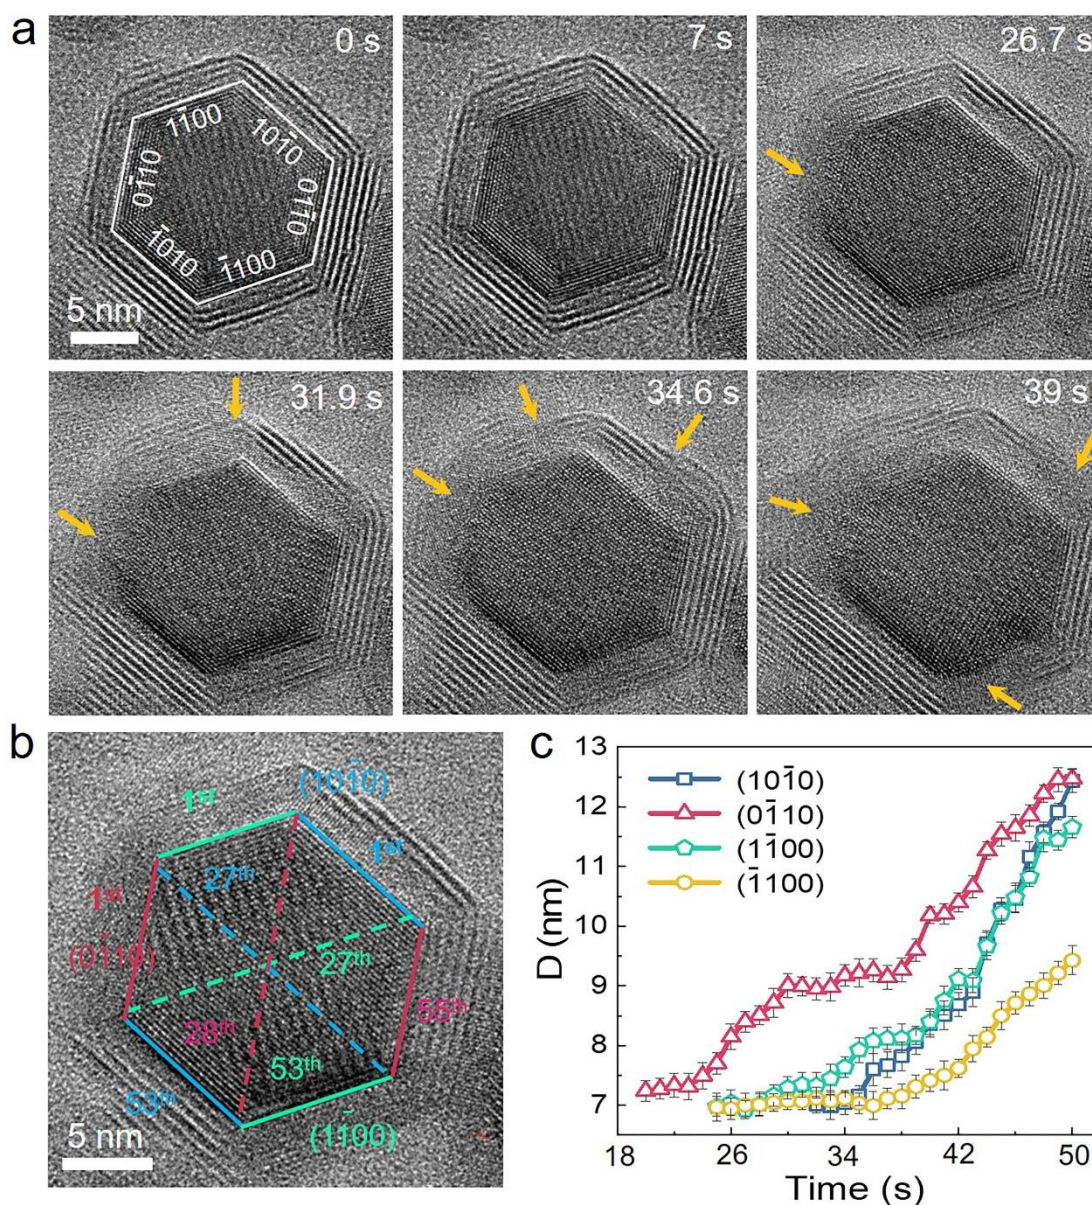 a
0 s
7 s
26.7 s
11̄00
101̄0
01̄10
011̄0
1̄010
1̄100
5 nm
31.9 s
34.6 s
39 s
b
1st
(101̄0)
27th
1st
1st
(01̄10)
27th
28th
55th
53th
53th
(11̄00)
5 nm
c
13
12
11
10
9
8
7
D (nm)
(101̄0)
(01̄10)
(11̄00)
(1̄100)
18 26 34 42 50
Time (s)